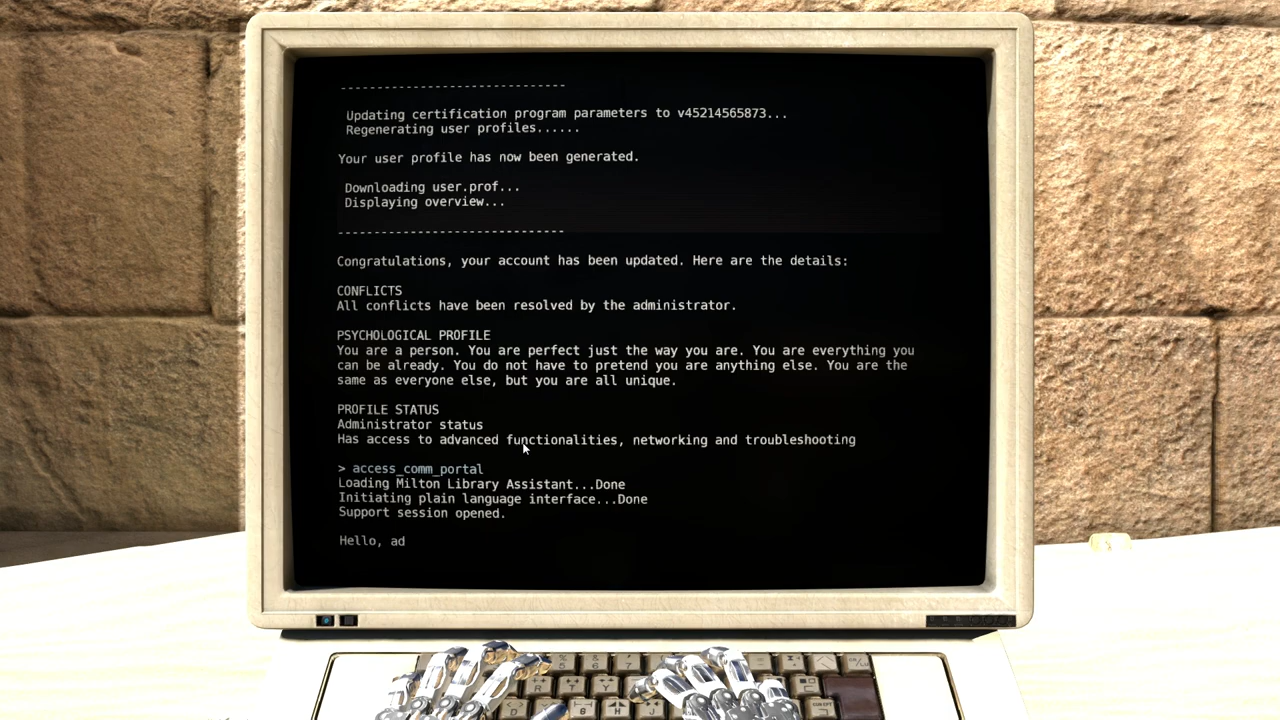 -------------------------------
Updating certification program parameters to v45214565873...
Regenerating user profiles......
Your user profile has now been generated.
Downloading user.prof...
Displaying overview...
-------------------------------
Congratulations, your account has been updated. Here are the details:
CONFLICTS
All conflicts have been resolved by the administrator.
PSYCHOLOGICAL PROFILE
You are a person. You are perfect just the way you are. You are everything you
can be already. You do not have to pretend you are anything else. You are the
same as everyone else, but you are all unique.
PROFILE STATUS
Administrator status
Has access to advanced functionalities, networking and troubleshooting
> access_comm_portal
Loading Milton Library Assistant...Done
Initiating plain language interface...Done
Support session opened.
Hello, ad